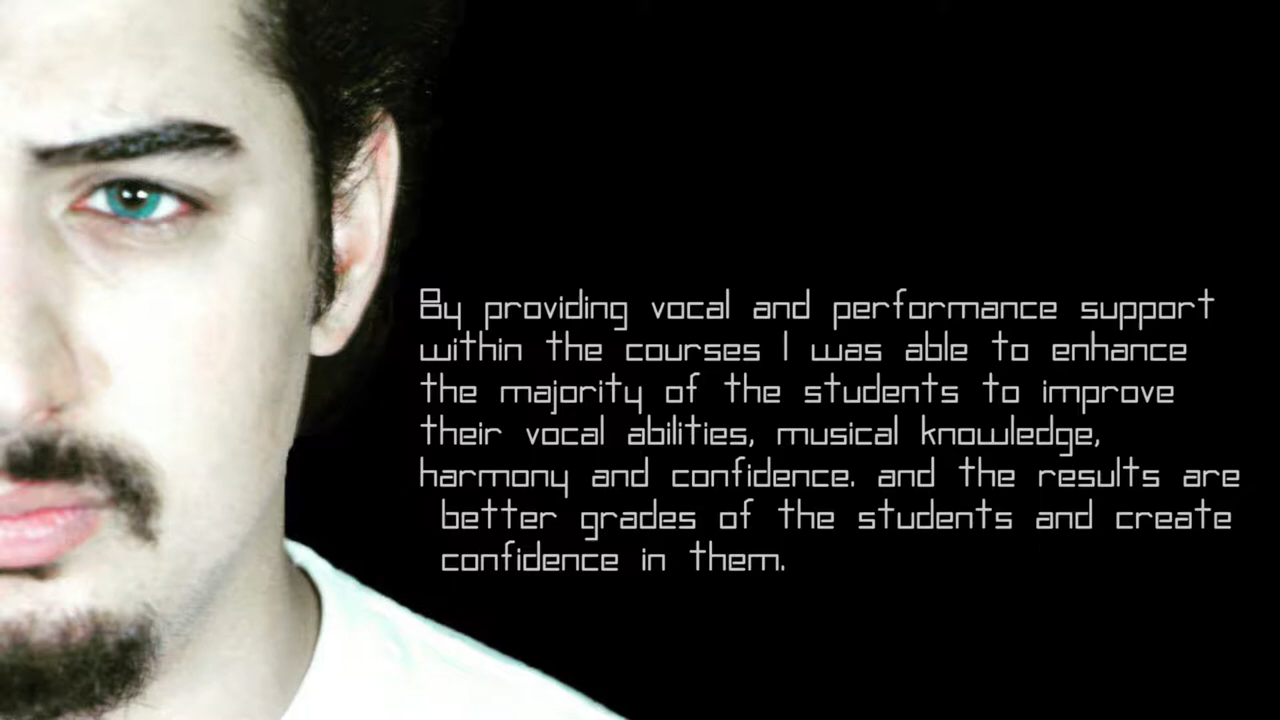 By providing vocal and performance support
within the courses I was able to enhance
the majority of the students to improve
their vocal abilities, musical knowledge,
harmony and confidence. and the results are
better grades of the students and create
confidence in them.